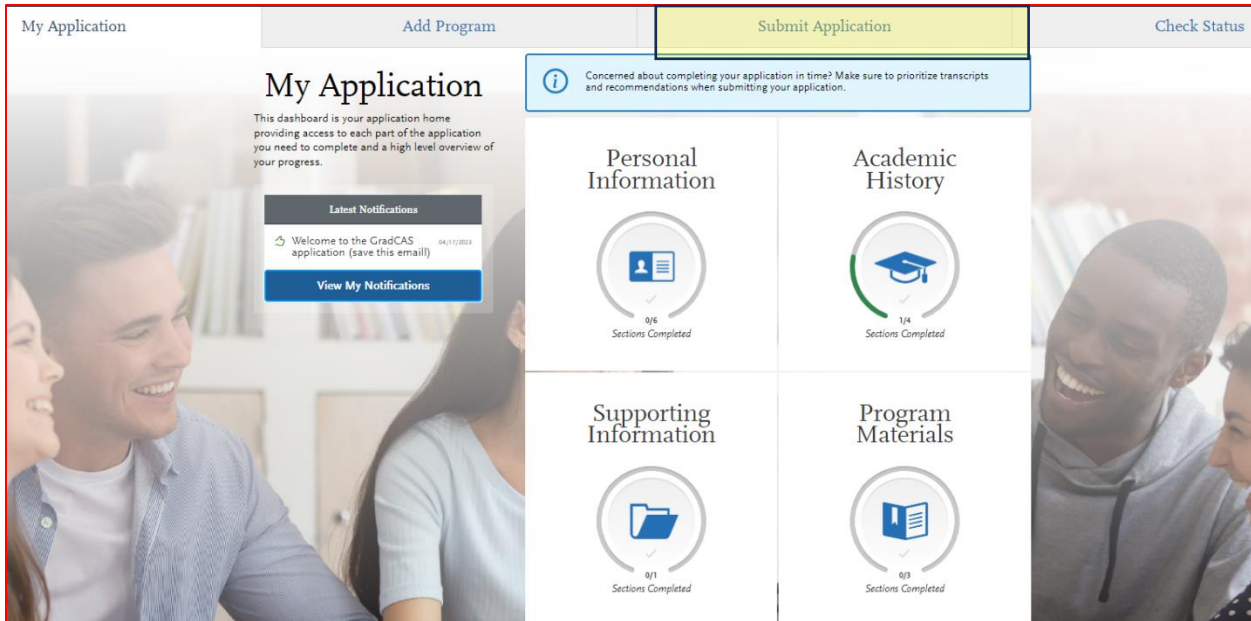 My Application
Add Program
Submit Application
Check Status
My Application
This dashboard is your application home
providing access to each part of the application
you need to complete and a high level overview of
your progress.
Latest Notifications
Welcome to the GradCAS
application (save this emaill)
04/17/2023
View My Notifications
Concerned about completing your application in time? Make sure to prioritize transcripts
and recommendations when submitting your application.
Personal
Information
0/6
Sections Completed
Academic
History
1/4
Sections Completed
Supporting
Information
0/1
Sections Completed
Program
Materials
0/3
Sections Completed